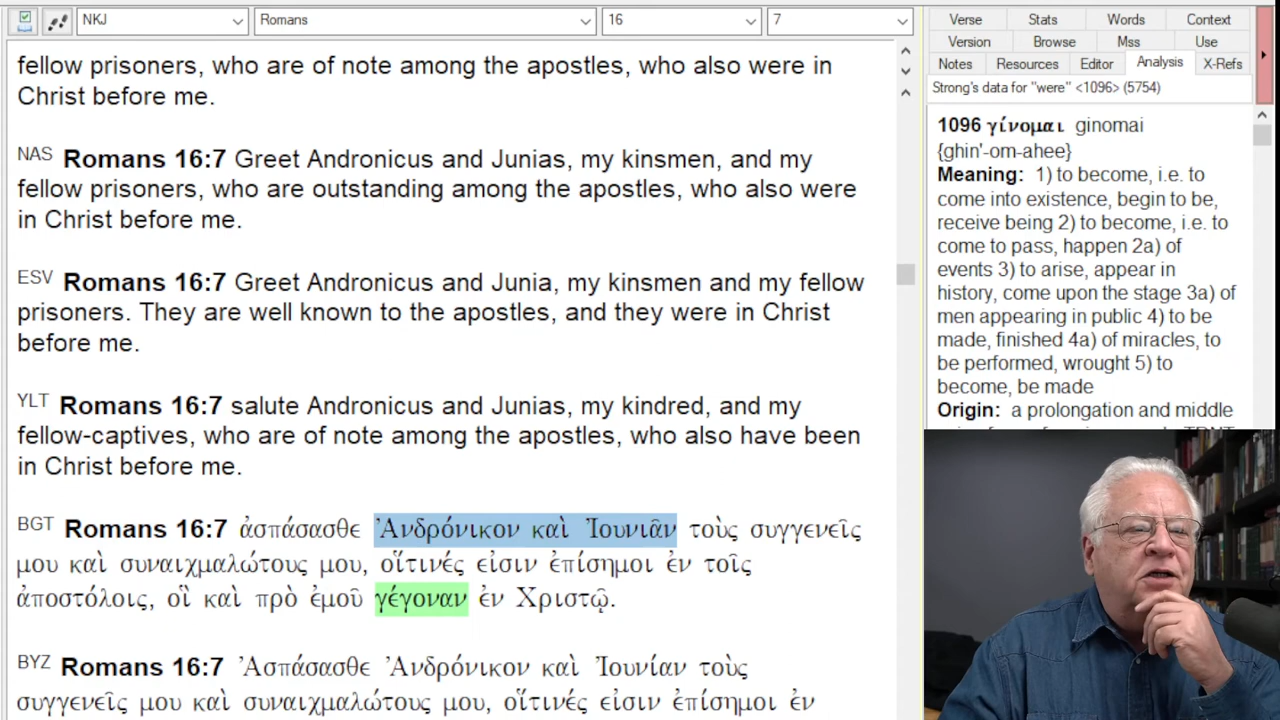 NKJ Romans 16 7
fellow prisoners, who are of note among the apostles, who also were in
Christ before me.
NAS Romans 16:7 Greet Andronicus and Junias, my kinsmen, and my
fellow prisoners, who are outstanding among the apostles, who also were
in Christ before me.
ESV Romans 16:7 Greet Andronicus and Junia, my kinsmen and my fellow
prisoners. They are well known to the apostles, and they were in Christ
before me.
YLT Romans 16:7 salute Andronicus and Junias, my kindred, and my
fellow-captives, who are of note among the apostles, who also have been
in Christ before me.
BGT Romans 16:7 ἀσπάσασθε Ἀνδρόνικον καὶ Ἰουνιᾶν τοὺς συγγενεῖς
μου καὶ συναιχμαλώτους μου, οἵτινές εἰσιν ἐπίσημοι ἐν τοῖς
ἀποστόλοις, οἳ καὶ πρὸ ἐμοῦ γέγοναν ἐν Χριστῷ.
BYZ Romans 16:7 Ἀσπάσασθε Ἀνδρόνικον καὶ Ἰουνίαν τοὺς
συγγενεῖς μου καὶ συναιχμαλώτους μου, οἵτινές εἰσιν ἐπίσημοι ἐν
Verse Stats Words Context
Version Browse Mss Use
Notes Resources Editor Analysis X-Refs
Strong's data for "were" <1096> (5754)
1096 γίνομαι ginomai
{ghin'-om-ahee}
Meaning: 1) to become, i.e. to
come into existence, begin to be,
receive being 2) to become, i.e. to
come to pass, happen 2a) of
events 3) to arise, appear in
history, come upon the stage 3a) of
men appearing in public 4) to be
made, finished 4a) of miracles, to
be performed, wrought 5) to
become, be made
Origin: a prolongation and middle